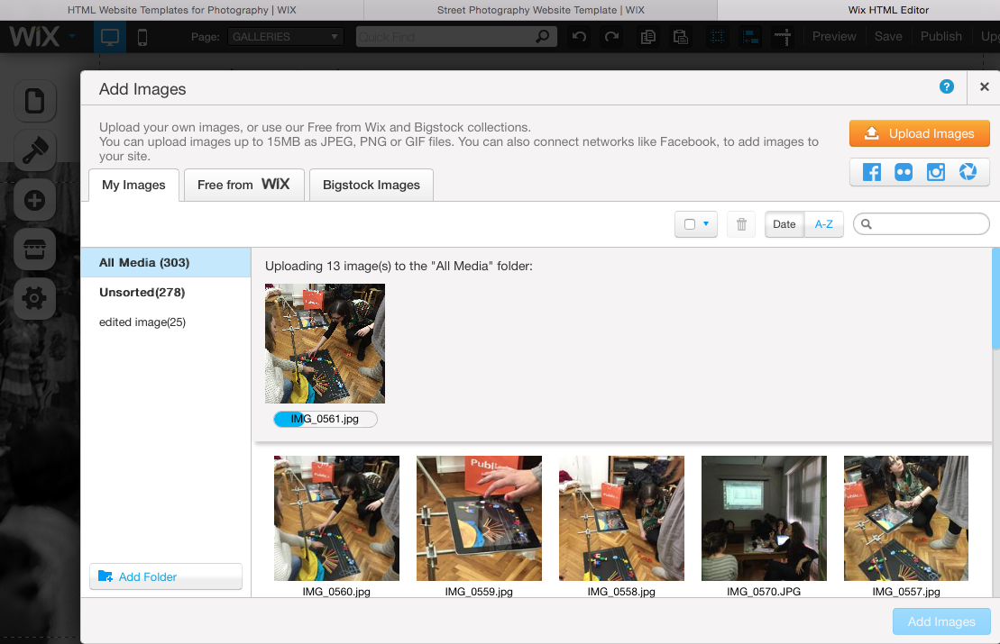 HTML Website Templates for Photography | WIX
Street Photography Website Template | WIX
Wix HTML Editor
WiX
Page:
GALLERIES
Quick Find
Preview
Save
Publish
Add Images
?
Upload your own images, or use our Free from Wix and Bigstock collections.
You can upload images up to 15MB as JPEG, PNG or GIF files. You can also connect networks like Facebook, to add images to
your site.
Upload Images
My Images
Free from WiX
Bigstock Images
Date
A-Z
All Media (303)
Unsorted(278)
edited image(25)
Add Folder
Uploading 13 image(s) to the "All Media" folder:
IMG_0561.jpg
IMG_0560.jpg
IMG_0559.jpg
IMG_0558.jpg
IMG_0570.JPG
IMG_0557.jpg
Add Images